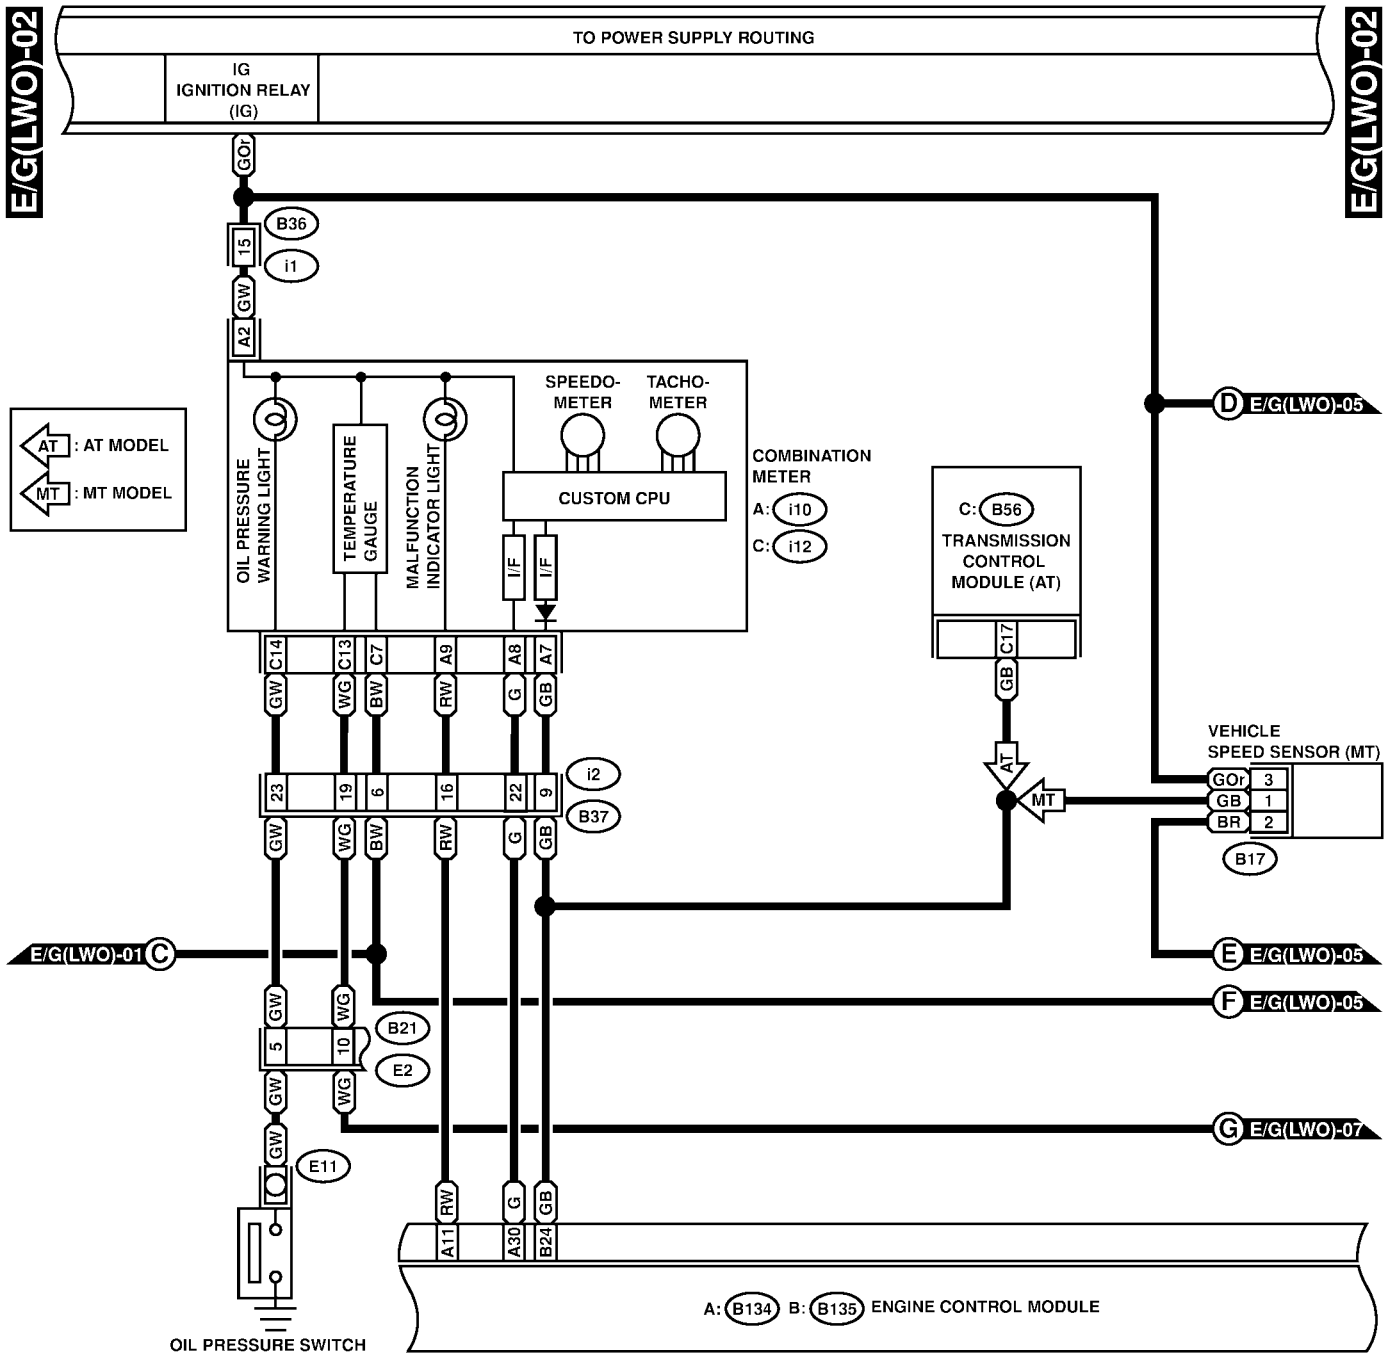 E/G(LWO)-02
E/G(LWO)-02
TO POWER SUPPLY ROUTING
IG
IGNITION RELAY
(IG)
GOr
B36
15
i1
GW
A2
SPEEDO-
METER
TACHO-
METER
D E/G(LWO)-05
AT : AT MODEL
MT : MT MODEL
OIL PRESSURE
WARNING LIGHT
TEMPERATURE
GAUGE
MALFUNCTION
INDICATOR LIGHT
CUSTOM CPU
I/F
I/F
COMBINATION
METER
A: i10
C: i12
C: B56
TRANSMISSION
CONTROL
MODULE (AT)
C17
GB
AT
MT
C14 C13 C7 A9 A8 A7
GW WG BW RW G GB
i2
23 19 6 16 22 9
B37
GW WG BW RW G GB
VEHICLE
SPEED SENSOR (MT)
GOr 3
GB 1
BR 2
B17
E/G(LWO)-01 C
E E/G(LWO)-05
F E/G(LWO)-05
GW WG
B21
5 10
E2
GW WG
G E/G(LWO)-07
GW
E11
RW G GB
A11 A30 B24
A: B134 B: B135 ENGINE CONTROL MODULE
OIL PRESSURE SWITCH